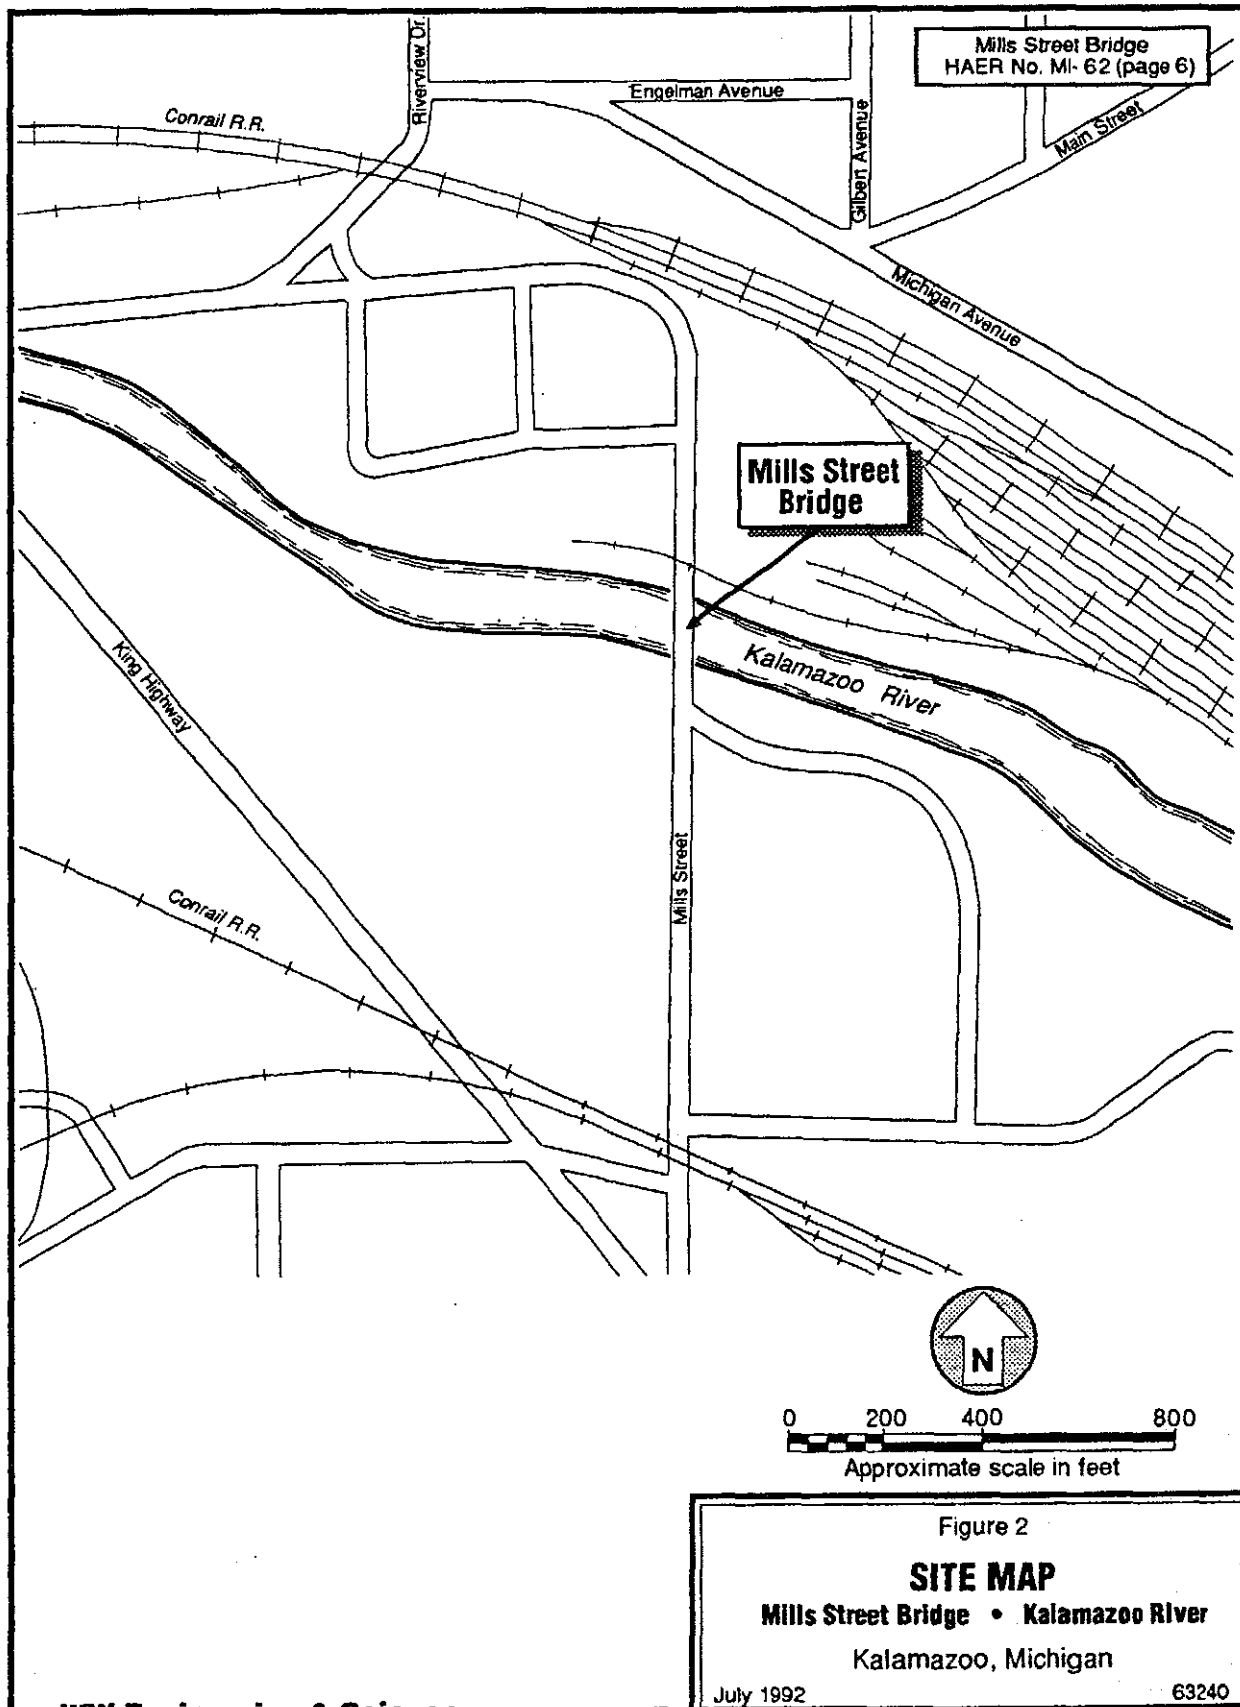 Mills Street Bridge
HAER No. MI- 62 (page 6)
Riverview Dr.
Engelman Avenue
Gilbert Avenue
Main Street
Conrail R.R.
Michigan Avenue
Mills Street
Bridge
Kalamazoo River
King Highway
Mills Street
Conrail R.R.
N
0 200 400 800
Approximate scale in feet
Figure 2
SITE MAP
Mills Street Bridge • Kalamazoo River
Kalamazoo, Michigan
July 1992 63240